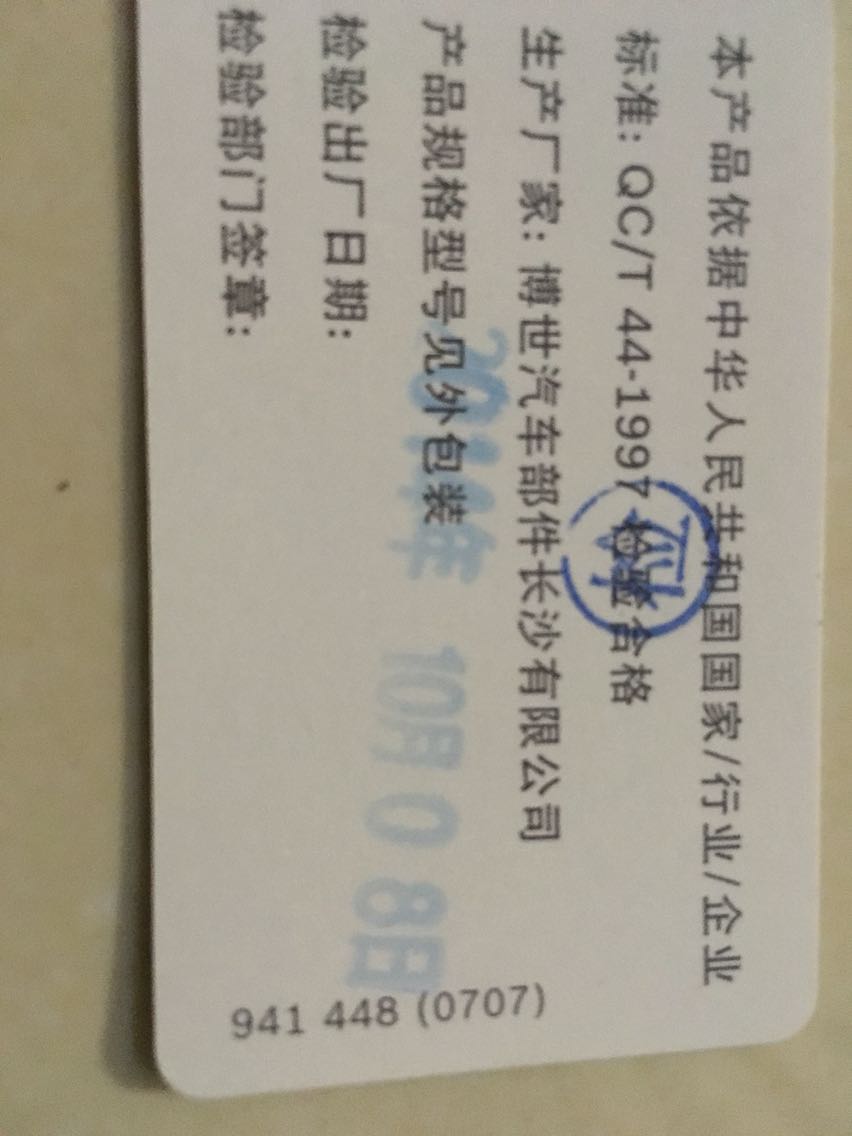 本产品依据中华人民共和国国家/行业/企业
标准: QC/T 44-1997 检验合格
生产厂家: 博世汽车部件长沙有限公司
产品规格型号见外包装
2014年 10月 08日
检验出厂日期:
检验部门签章:
941 448 (0707)